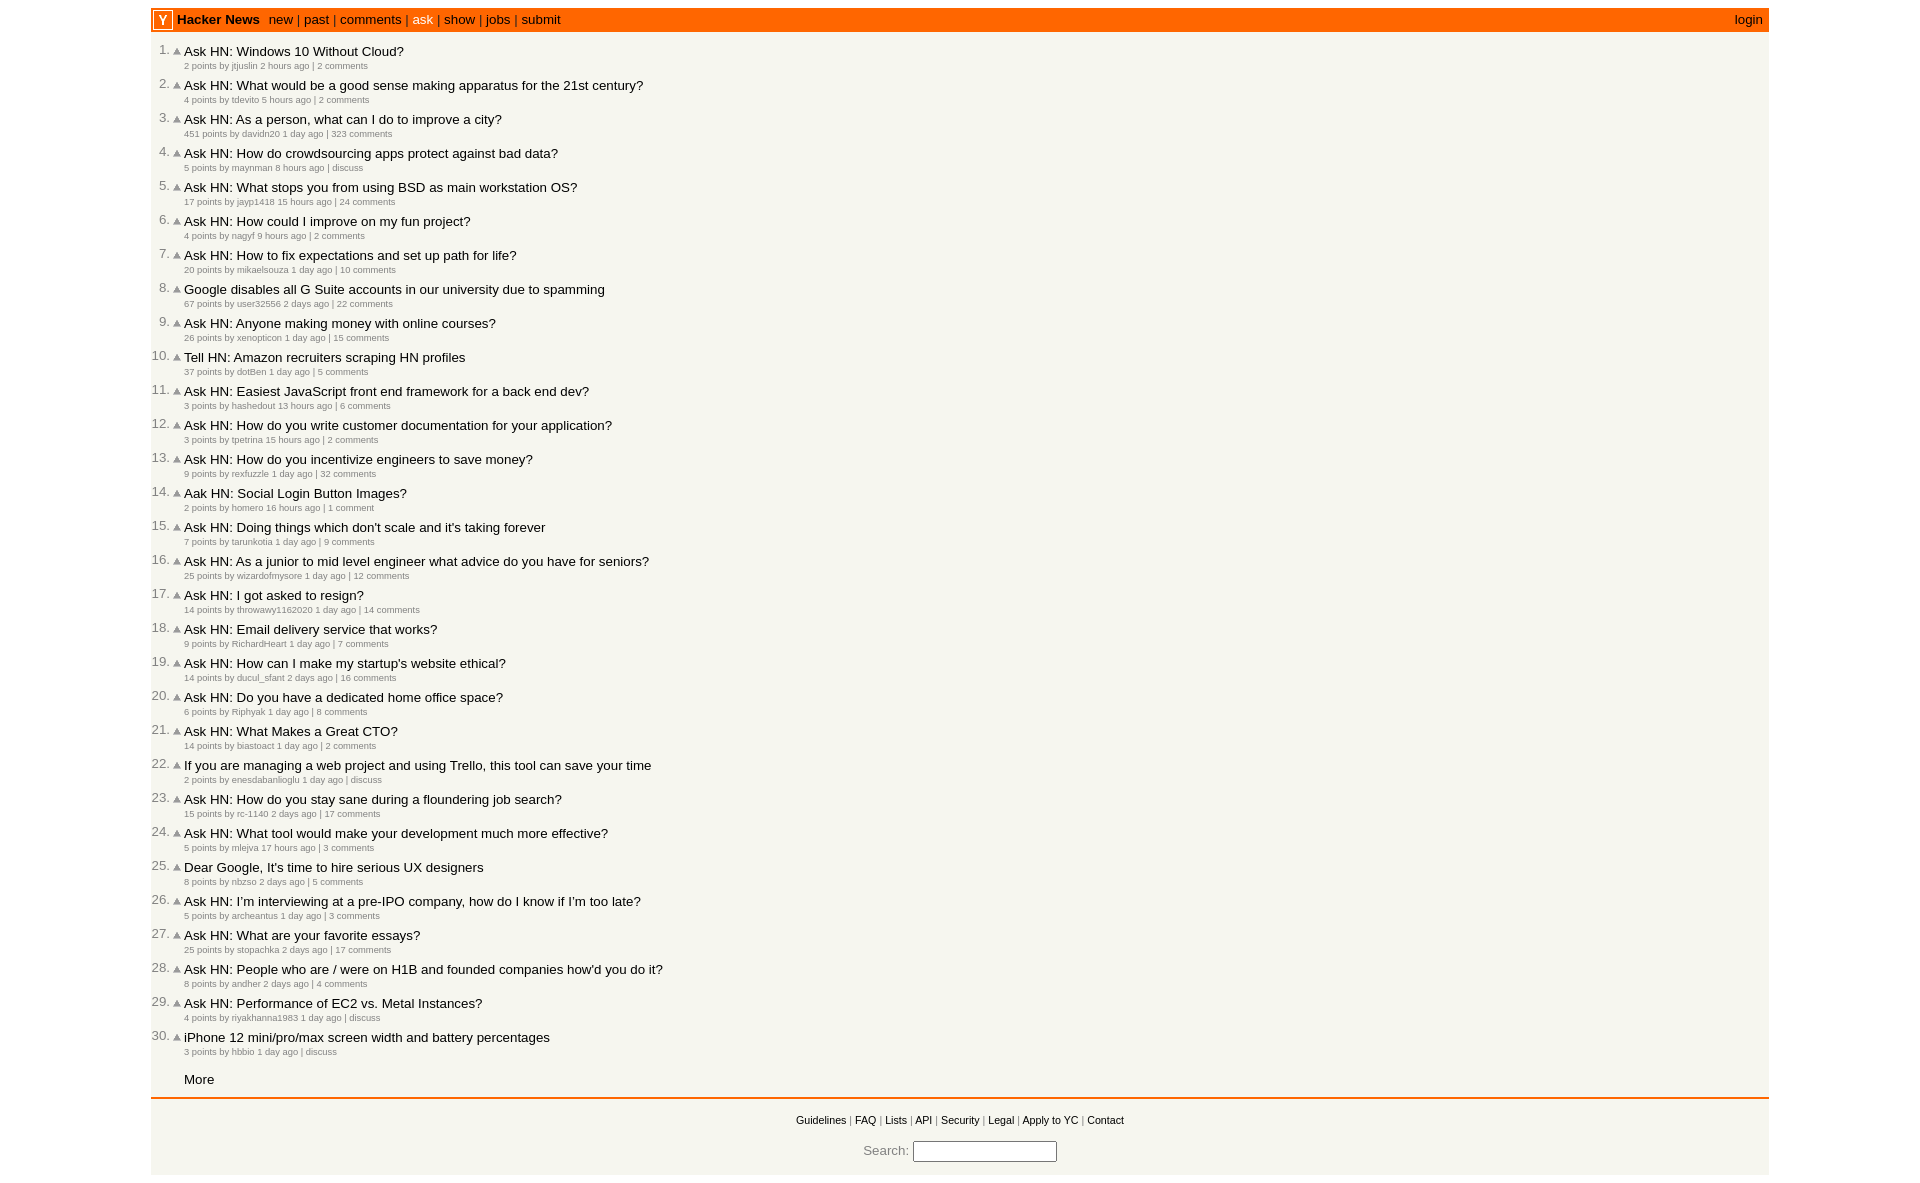 Y Hacker News new | past | comments | ask | show | jobs | submit login
1. Ask HN: Windows 10 Without Cloud?
2 points by jtjuslin 2 hours ago | 2 comments
2. Ask HN: What would be a good sense making apparatus for the 21st century?
4 points by tdevito 5 hours ago | 2 comments
3. Ask HN: As a person, what can I do to improve a city?
451 points by davidn20 1 day ago | 323 comments
4. Ask HN: How do crowdsourcing apps protect against bad data?
5 points by maynman 8 hours ago | discuss
5. Ask HN: What stops you from using BSD as main workstation OS?
17 points by jayp1418 15 hours ago | 24 comments
6. Ask HN: How could I improve on my fun project?
4 points by nagyf 9 hours ago | 2 comments
7. Ask HN: How to fix expectations and set up path for life?
20 points by mikaelsouza 1 day ago | 10 comments
8. Google disables all G Suite accounts in our university due to spamming
67 points by user32556 2 days ago | 22 comments
9. Ask HN: Anyone making money with online courses?
26 points by xenopticon 1 day ago | 15 comments
10. Tell HN: Amazon recruiters scraping HN profiles
37 points by dotBen 1 day ago | 5 comments
11. Ask HN: Easiest JavaScript front end framework for a back end dev?
3 points by hashedout 13 hours ago | 6 comments
12. Ask HN: How do you write customer documentation for your application?
3 points by tpetrina 15 hours ago | 2 comments
13. Ask HN: How do you incentivize engineers to save money?
9 points by rexfuzzle 1 day ago | 32 comments
14. Aak HN: Social Login Button Images?
2 points by homero 16 hours ago | 1 comment
15. Ask HN: Doing things which don't scale and it's taking forever
7 points by tarunkotia 1 day ago | 9 comments
16. Ask HN: As a junior to mid level engineer what advice do you have for seniors?
25 points by wizardofmysore 1 day ago | 12 comments
17. Ask HN: I got asked to resign?
14 points by throwawy1162020 1 day ago | 14 comments
18. Ask HN: Email delivery service that works?
9 points by RichardHeart 1 day ago | 7 comments
19. Ask HN: How can I make my startup's website ethical?
14 points by ducul_sfant 2 days ago | 16 comments
20. Ask HN: Do you have a dedicated home office space?
6 points by Riphyak 1 day ago | 8 comments
21. Ask HN: What Makes a Great CTO?
14 points by biastoact 1 day ago | 2 comments
22. If you are managing a web project and using Trello, this tool can save your time
2 points by enesdabanlioglu 1 day ago | discuss
23. Ask HN: How do you stay sane during a floundering job search?
15 points by rc-1140 2 days ago | 17 comments
24. Ask HN: What tool would make your development much more effective?
5 points by mlejva 17 hours ago | 3 comments
25. Dear Google, It's time to hire serious UX designers
8 points by nbzso 2 days ago | 5 comments
26. Ask HN: I’m interviewing at a pre-IPO company, how do I know if I’m too late?
5 points by archeantus 1 day ago | 3 comments
27. Ask HN: What are your favorite essays?
25 points by stopachka 2 days ago | 17 comments
28. Ask HN: People who are / were on H1B and founded companies how'd you do it?
8 points by andher 2 days ago | 4 comments
29. Ask HN: Performance of EC2 vs. Metal Instances?
4 points by riyakhanna1983 1 day ago | discuss
30. iPhone 12 mini/pro/max screen width and battery percentages
3 points by hbbio 1 day ago | discuss
More
Guidelines | FAQ | Lists | API | Security | Legal | Apply to YC | Contact
Search: